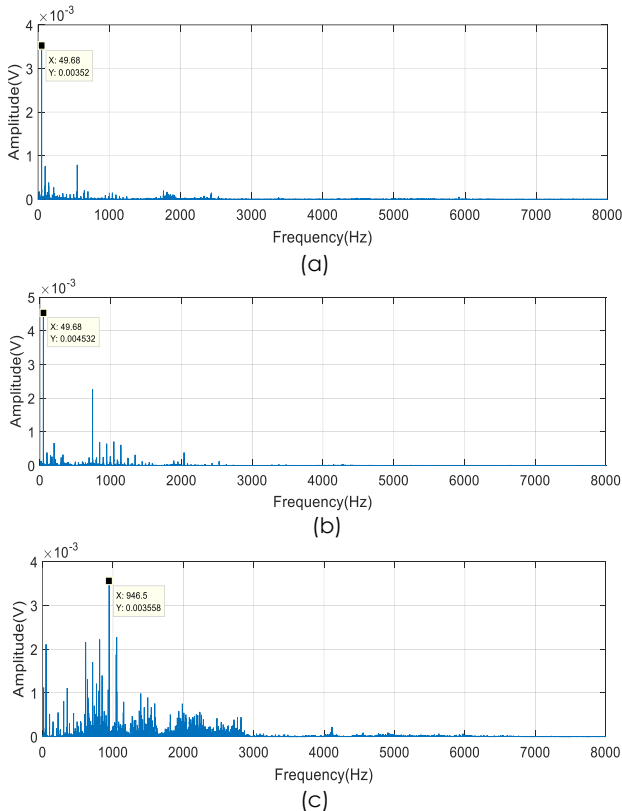 ×10⁻³
4
3
2
1
0
Amplitude(V)
X: 49.68
Y: 0.00352
0 1000 2000 3000 4000 5000 6000 7000 8000
Frequency(Hz)
(a)
×10⁻³
5
4
3
2
1
0
Amplitude(V)
X: 49.68
Y: 0.004532
0 1000 2000 3000 4000 5000 6000 7000 8000
Frequency(Hz)
(b)
×10⁻³
4
3
2
1
0
Amplitude(V)
X: 946.5
Y: 0.003558
0 1000 2000 3000 4000 5000 6000 7000 8000
Frequency(Hz)
(c)